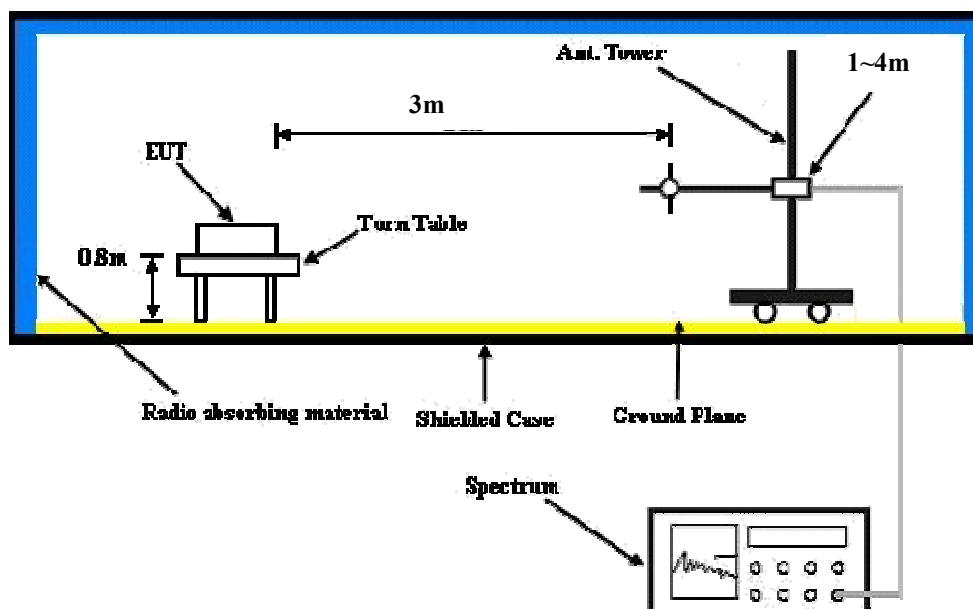 Ant. Tower
1~4m
3m
EUT
Turn Table
0.8m
Radio absorbing material
Shielded Case
Ground Plane
Spectrum